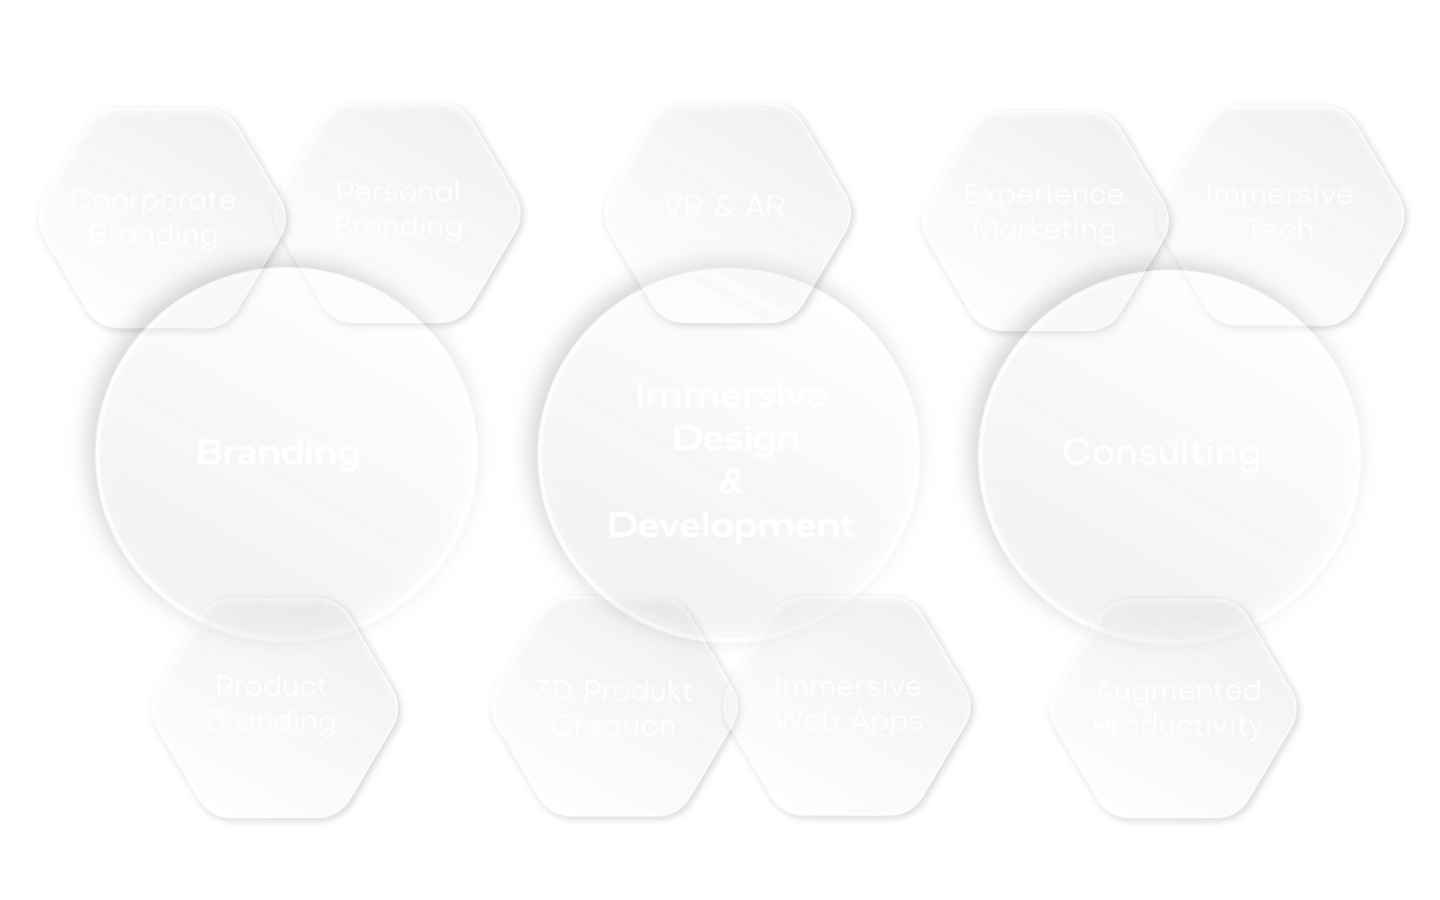 Coorporate
Branding
Personal
Branding
VR & AR
Experience
Marketing
Immersive
Tech
Branding
Immersive
Design
&
Development
Consulting
Product
Branding
3D Produkt
Creation
Immersive
Web Apps
Augmented
Productivity